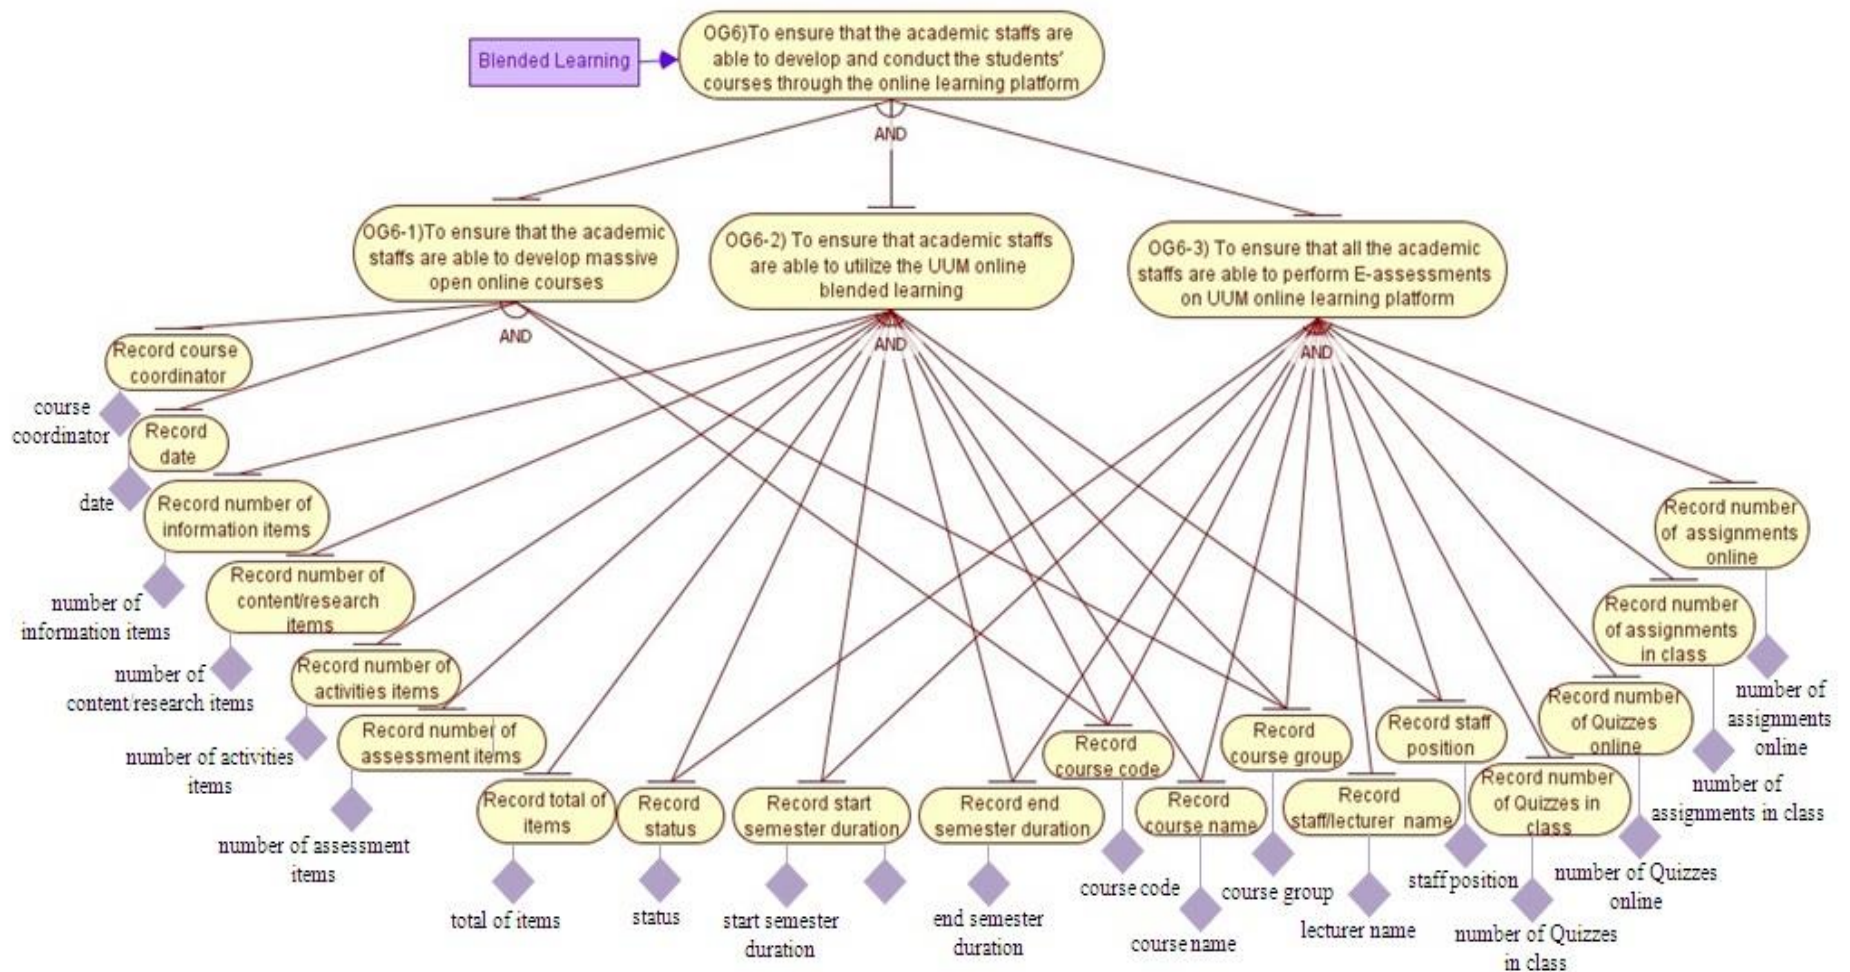 Blended Learning
OG6)To ensure that the academic staffs are
able to develop and conduct the students'
courses through the online learning platform
AND
OG6-1)To ensure that the academic
staffs are able to develop massive
open online courses
OG6-2) To ensure that academic staffs
are able to utilize the UUM online
blended learning
OG6-3) To ensure that all the academic
staffs are able to perform E-assessments
on UUM online learning platform
AND
AND
AND
Record course
coordinator
course
coordinator
Record
date
date
Record number of
information items
number of
information items
Record number of
content/research
items
number of
content/research items
Record number of
activities items
number of activities
items
Record number of
assessment items
number of assessment
items
Record total of
items
total of items
Record
status
status
Record start
semester duration
start semester
duration
Record end
semester duration
end semester
duration
Record
course code
course code
Record
course name
course name
Record
course group
course group
Record
staff/lecturer name
lecturer name
Record staff
position
staff position
Record number
of Quizzes in
class
number of Quizzes
in class
Record number
of Quizzes
online
number of Quizzes
online
Record number
of assignments
in class
number of
assignments in class
Record number
of assignments
online
number of
assignments
online